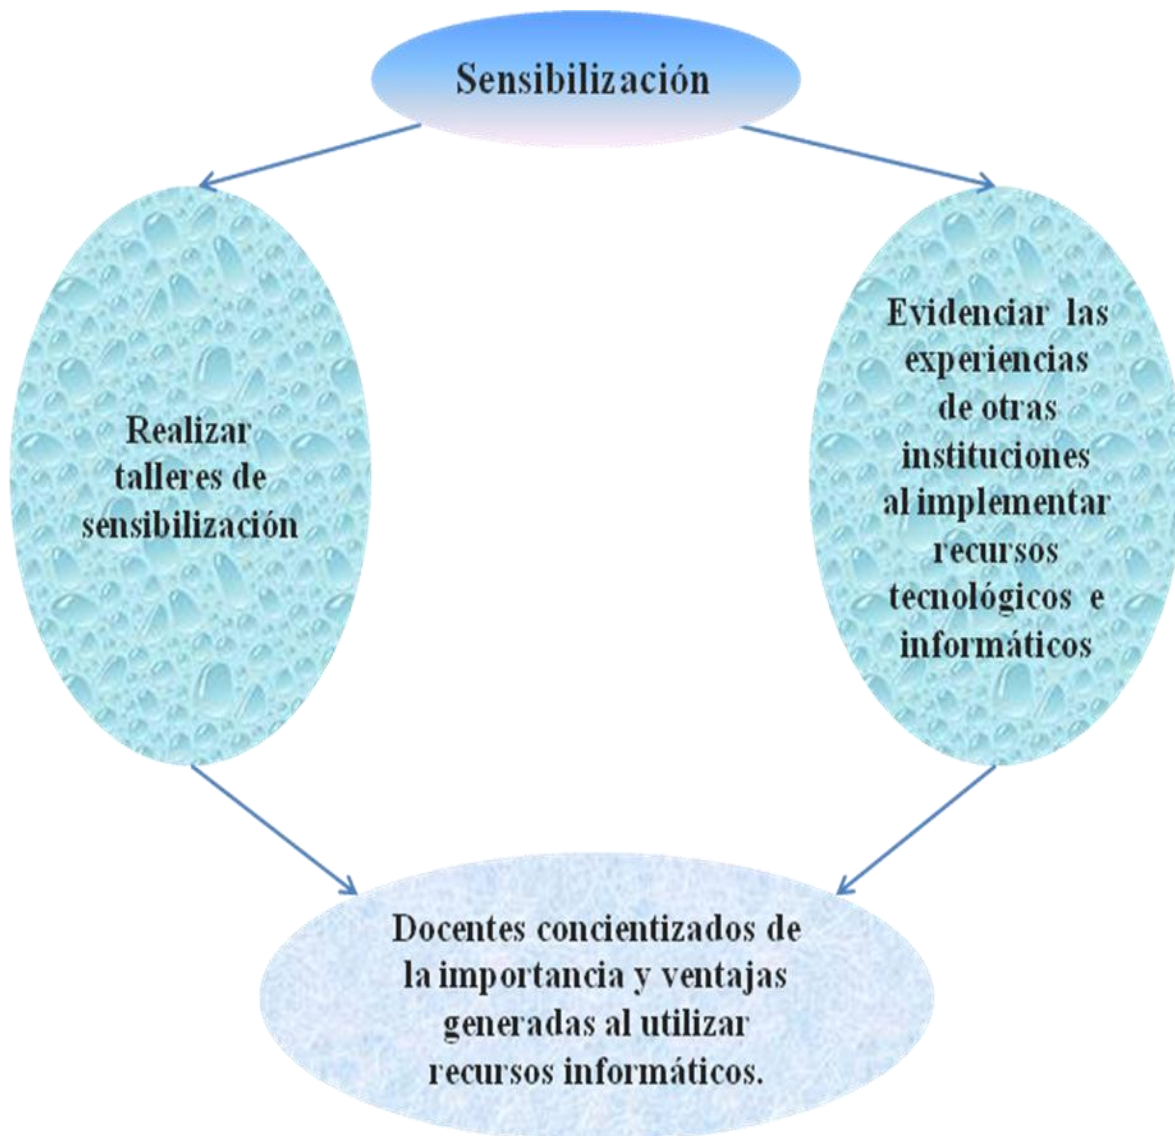 Sensibilización
Realizar
talleres de
sensibilización
Evidenciar las
experiencias
de otras
instituciones
al implementar
recursos
tecnológicos e
informáticos
Docentes concientizados de
la importancia y ventajas
generadas al utilizar
recursos informáticos.